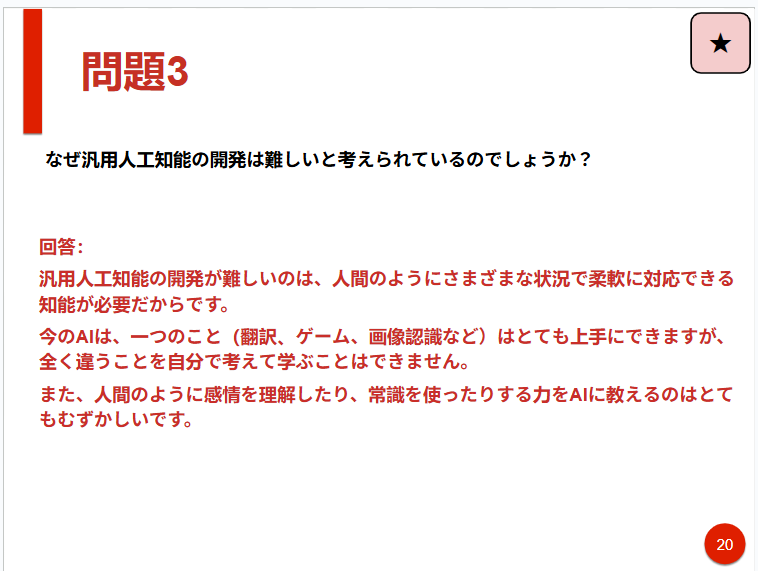 ★
問題3
なぜ汎用人工知能の開発は難しいと考えられているのでしょうか？
回答：
汎用人工知能の開発が難しいのは、人間のようにさまざまな状況で柔軟に対応できる
知能が必要だからです。
今のAIは、一つのこと（翻訳、ゲーム、画像認識など）はとても上手にできますが、
全く違うことを自分で考えて学ぶことはできません。
また、人間のように感情を理解したり、常識を使ったりする力をAIに教えるのはとて
もむずかしいです。
20